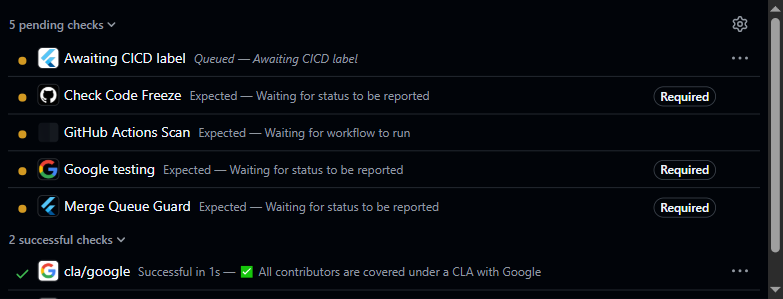 5 pending checks
Awaiting CICD label Queued — Awaiting CICD label
Check Code Freeze Expected — Waiting for status to be reported Required
GitHub Actions Scan Expected — Waiting for workflow to run
Google testing Expected — Waiting for status to be reported Required
Merge Queue Guard Expected — Waiting for status to be reported Required
2 successful checks
cla/google Successful in 1s — ✅ All contributors are covered under a CLA with Google